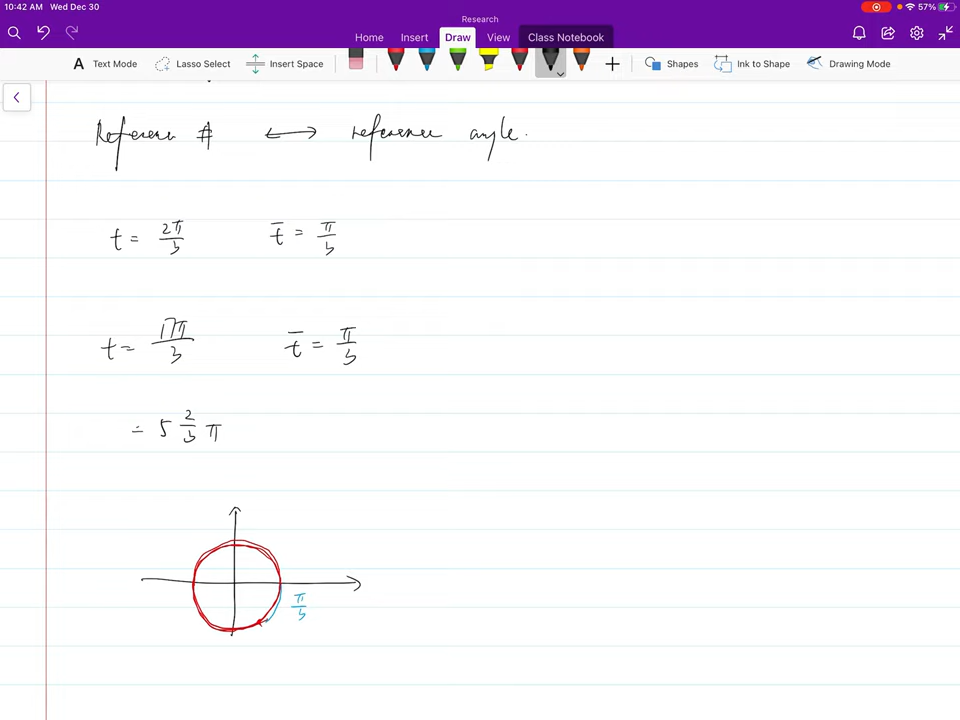 10:42 AM Wed Dec 30
57%
Research
Home Insert Draw View Class Notebook
Text Mode Lasso Select Insert Space Shapes Ink to Shape Drawing Mode
Reference # ↔ reference angle.
t = 2π/3 t̄ = π/3
t = 17π/3 t̄ = π/3
= 5 2/3 π
π/3